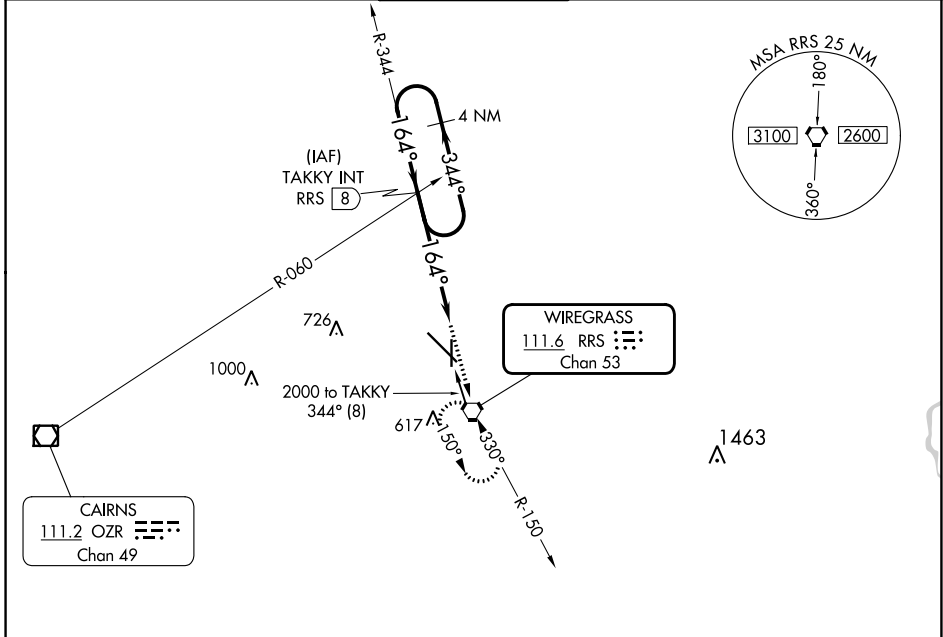 R-344
MSA RRS 25 NM
180°
3100
2600
360°
4 NM
164°
344°
(IAF)
TAKKY INT
RRS 8
164°
R-060
726
WIREGRASS
111.6 RRS
Chan 53
1000
2000 to TAKKY
344° (8)
617
150°
330°
1463
R-150
CAIRNS
111.2 OZR
Chan 49